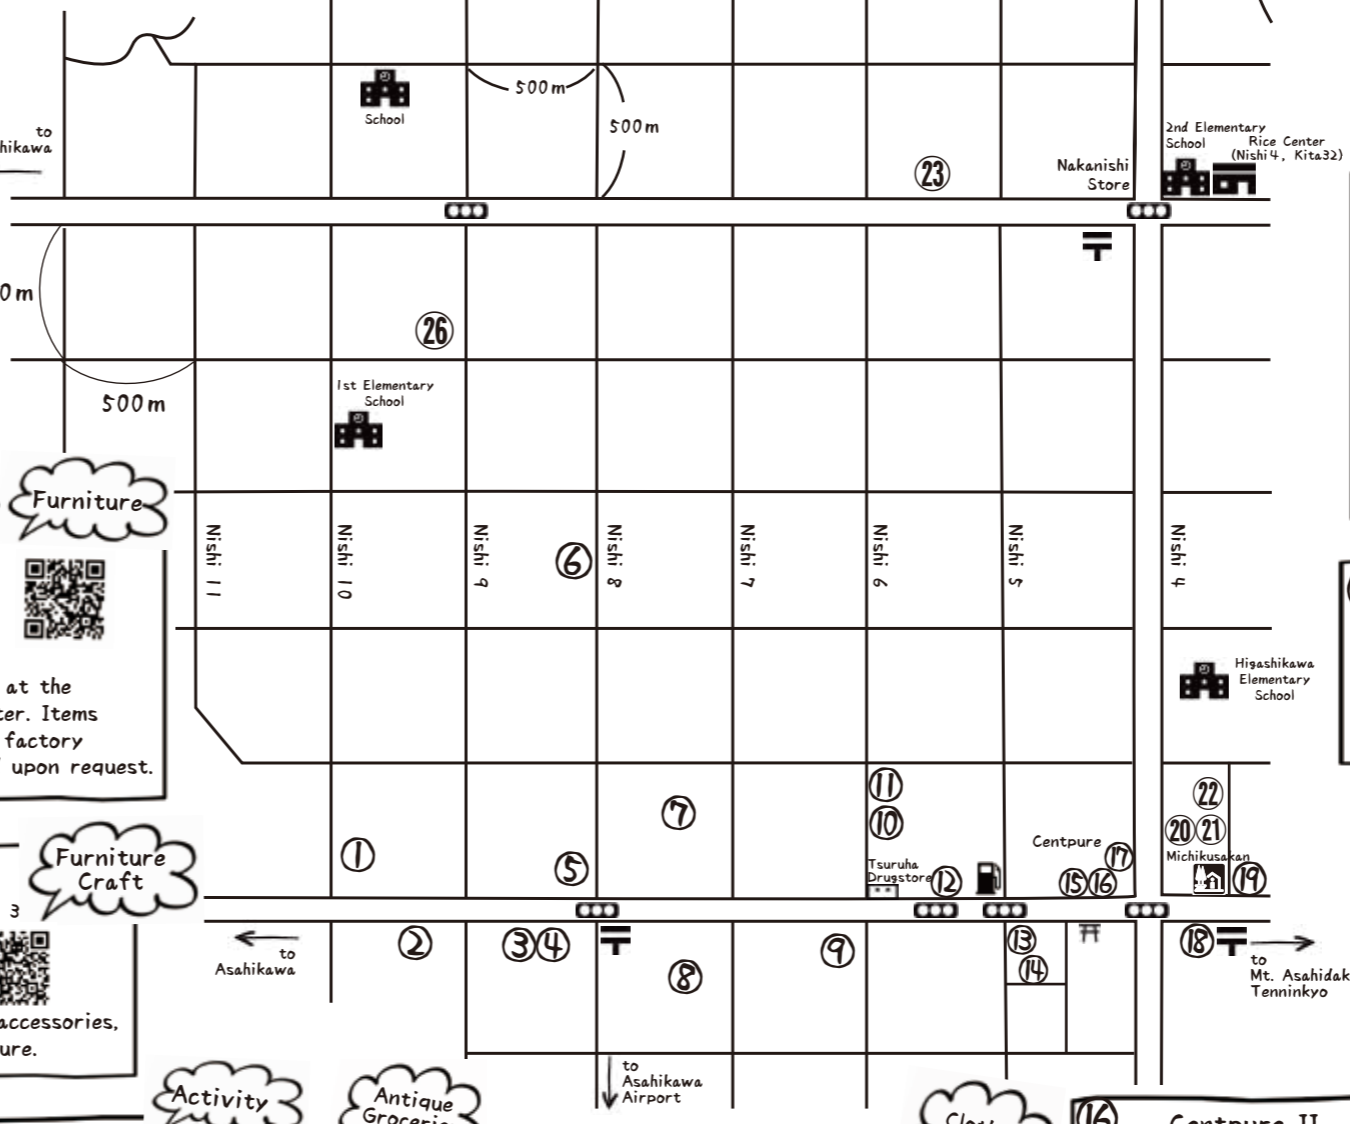 500m
500m
School
to
hikawa
2nd Elementary
School
Rice Center
(Nishi4, Kita32)
Nakanishi
Store
23
0m
26
500m
1st Elementary
School
Furniture
Nishi 11
Nishi 10
Nishi 9
6
Nishi 8
Nishi 7
Nishi 6
Nishi 5
Nishi 4
Higashikawa
Elementary
School
at the
ter. Items
factory
upon request.
Furniture
Craft
3
accessories,
ure.
1
5
7
11
10
Tsuruha
Drugstore
12
Centpure
17
15 16
22
20 21
Michikusakan
19
to
Asahikawa
2
3 4
8
9
13
14
18
to
Mt. Asahidak
Tenninkyo
to
Asahikawa
Airport
Activity
Antique
Grocerie
Clay
16
Centpure II